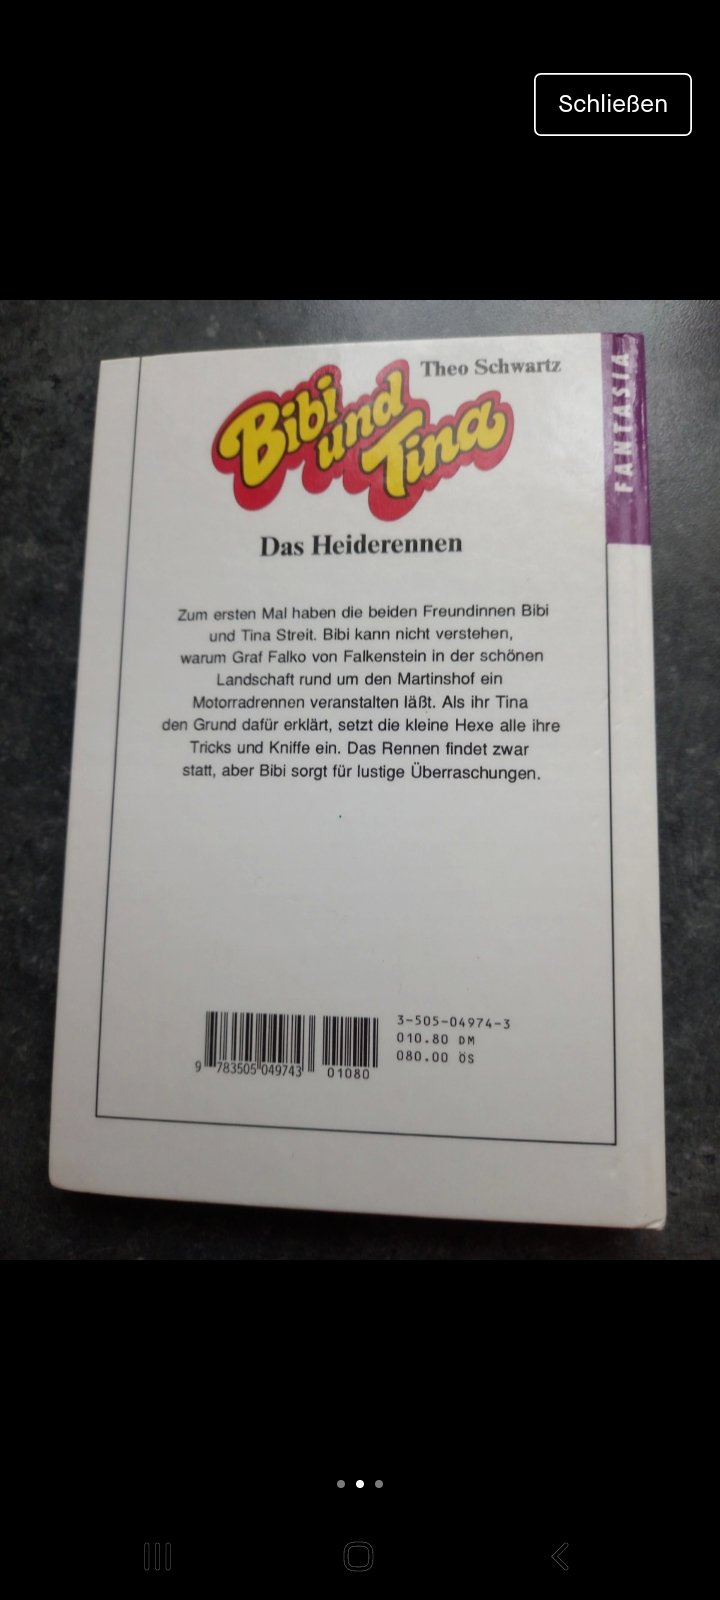 Schließen
Theo Schwartz
Bibi
und
Tina
FANTASIA
Das Heiderennen
Zum ersten Mal haben die beiden Freundinnen Bibi
und Tina Streit. Bibi kann nicht verstehen,
warum Graf Falko von Falkenstein in der schönen
Landschaft rund um den Martinshof ein
Motorradrennen veranstalten läßt. Als ihr Tina
den Grund dafür erklärt, setzt die kleine Hexe alle ihre
Tricks und Kniffe ein. Das Rennen findet zwar
statt, aber Bibi sorgt für lustige Überraschungen.
3-505-04974-3
010.80 DM
080.00 ÖS
9 783505 049743 01080